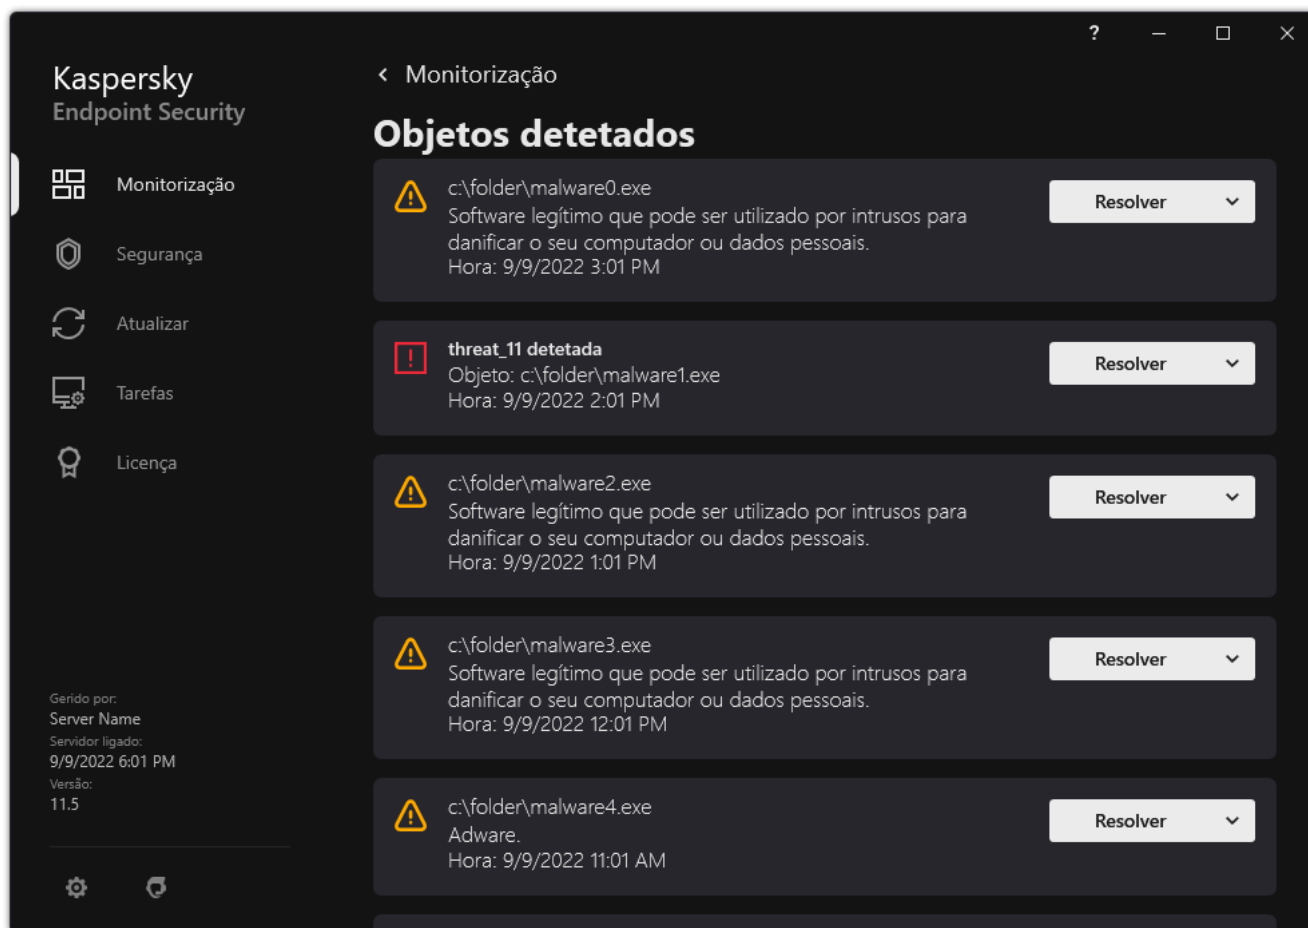 ?
Kaspersky
Endpoint Security
Monitorização
Segurança
Atualizar
Tarefas
Licença
Gerido por:
Server Name
Servidor ligado:
9/9/2022 6:01 PM
Versão:
11.5
Monitorização
Objetos detetados
c:\folder\malware0.exe
Software legítimo que pode ser utilizado por intrusos para
danificar o seu computador ou dados pessoais.
Hora: 9/9/2022 3:01 PM
Resolver
threat_11 detetada
Objeto: c:\folder\malware1.exe
Hora: 9/9/2022 2:01 PM
Resolver
c:\folder\malware2.exe
Software legítimo que pode ser utilizado por intrusos para
danificar o seu computador ou dados pessoais.
Hora: 9/9/2022 1:01 PM
Resolver
c:\folder\malware3.exe
Software legítimo que pode ser utilizado por intrusos para
danificar o seu computador ou dados pessoais.
Hora: 9/9/2022 12:01 PM
Resolver
c:\folder\malware4.exe
Adware.
Hora: 9/9/2022 11:01 AM
Resolver